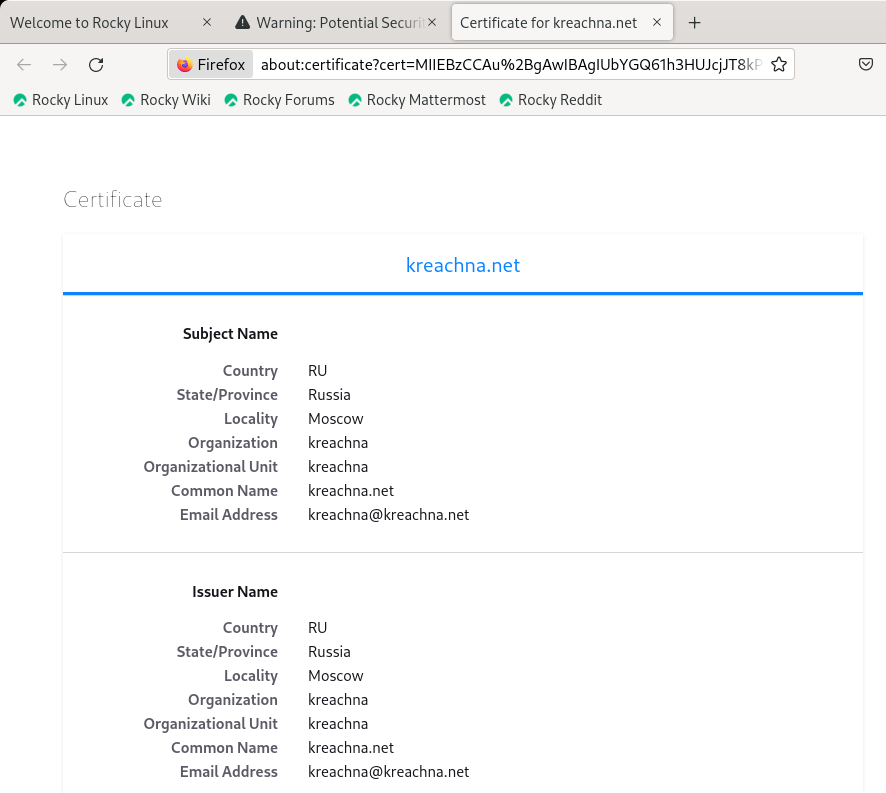 Welcome to Rocky Linux
Warning: Potential Securi
Certificate for kreachna.net
Firefox about:certificate?cert=MIIEBzCCAu%2BgAwIBAgIUbYGQ61h3HUJcjJT8kP
Rocky Linux Rocky Wiki Rocky Forums Rocky Mattermost Rocky Reddit
Certificate
kreachna.net
Subject Name
Country RU
State/Province Russia
Locality Moscow
Organization kreachna
Organizational Unit kreachna
Common Name kreachna.net
Email Address kreachna@kreachna.net
Issuer Name
Country RU
State/Province Russia
Locality Moscow
Organization kreachna
Organizational Unit kreachna
Common Name kreachna.net
Email Address kreachna@kreachna.net